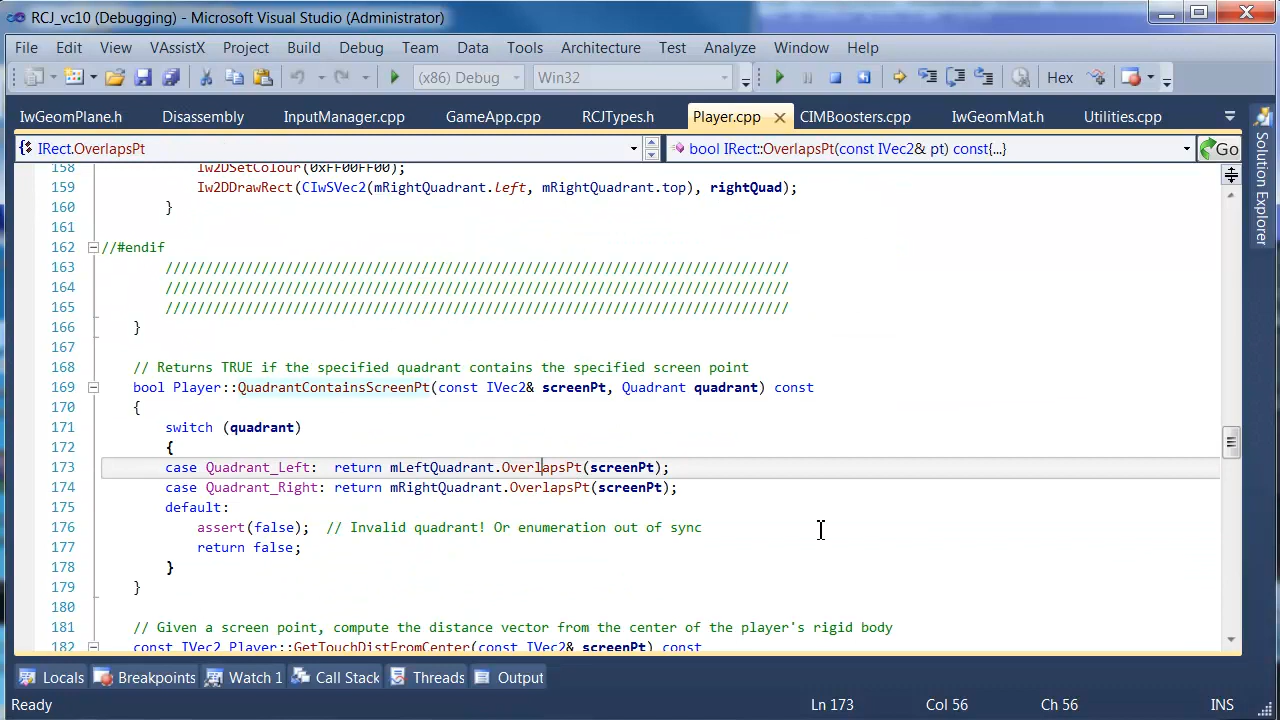 RCJ_vc10 (Debugging) - Microsoft Visual Studio (Administrator)
File Edit View VAssistX Project Build Debug Team Data Tools Architecture Test Analyze Window Help
(x86) Debug Win32 Hex
IwGeomPlane.h Disassembly InputManager.cpp GameApp.cpp RCJTypes.h Player.cpp CIMBoosters.cpp IwGeomMat.h Utilities.cpp
IRect.OverlapsPt bool IRect::OverlapsPt(const IVec2& pt) const{...} Go
Solution Explorer
158 Iw2DSetColour(0xFF00FF00);
159 Iw2DDrawRect(CIwSVec2(mRightQuadrant.left, mRightQuadrant.top), rightQuad);
160 }
161
162 //#endif
163 //////////////////////////////////////////////////////////////////////////////
164 //////////////////////////////////////////////////////////////////////////////
165 //////////////////////////////////////////////////////////////////////////////
166 }
167
168 // Returns TRUE if the specified quadrant contains the specified screen point
169 bool Player::QuadrantContainsScreenPt(const IVec2& screenPt, Quadrant quadrant) const
170 {
171 switch (quadrant)
172 {
173 case Quadrant_Left: return mLeftQuadrant.OverlapsPt(screenPt);
174 case Quadrant_Right: return mRightQuadrant.OverlapsPt(screenPt);
175 default:
176 assert(false); // Invalid quadrant! Or enumeration out of sync
177 return false;
178 }
179 }
180
181 // Given a screen point, compute the distance vector from the center of the player's rigid body
182 const IVec2 Player::GetTouchDistFromCenter(const IVec2& screenPt) const
Locals Breakpoints Watch 1 Call Stack Threads Output
Ready Ln 173 Col 56 Ch 56 INS